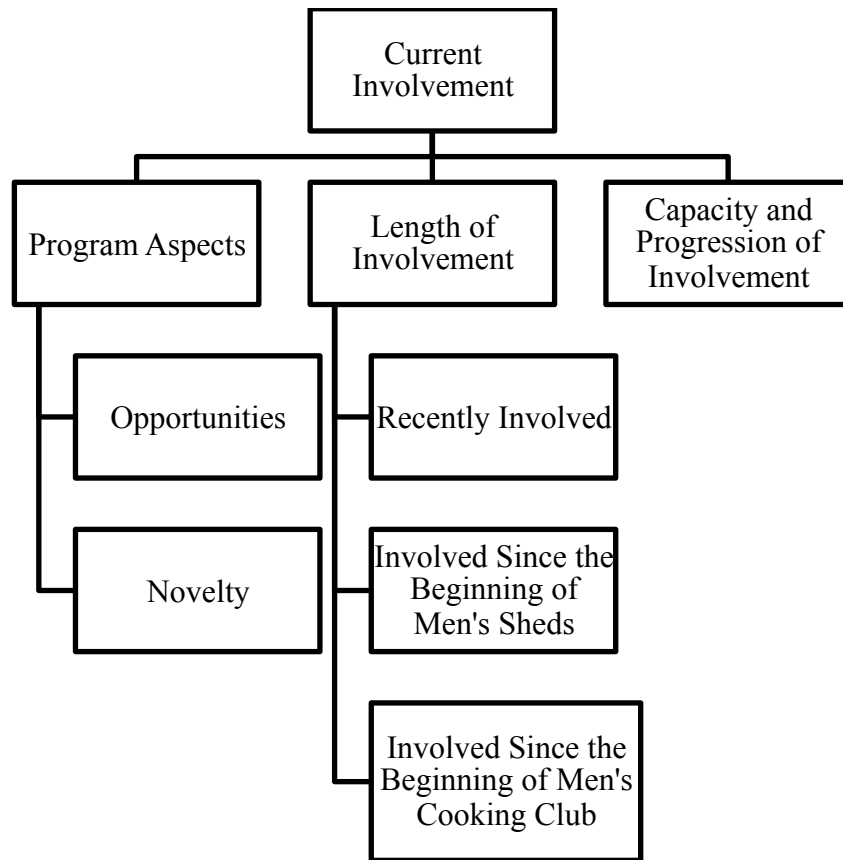 Current
Involvement
Program Aspects
Length of
Involvement
Capacity and
Progression of
Involvement
Opportunities
Recently Involved
Novelty
Involved Since the
Beginning of
Men's Sheds
Involved Since the
Beginning of Men's
Cooking Club